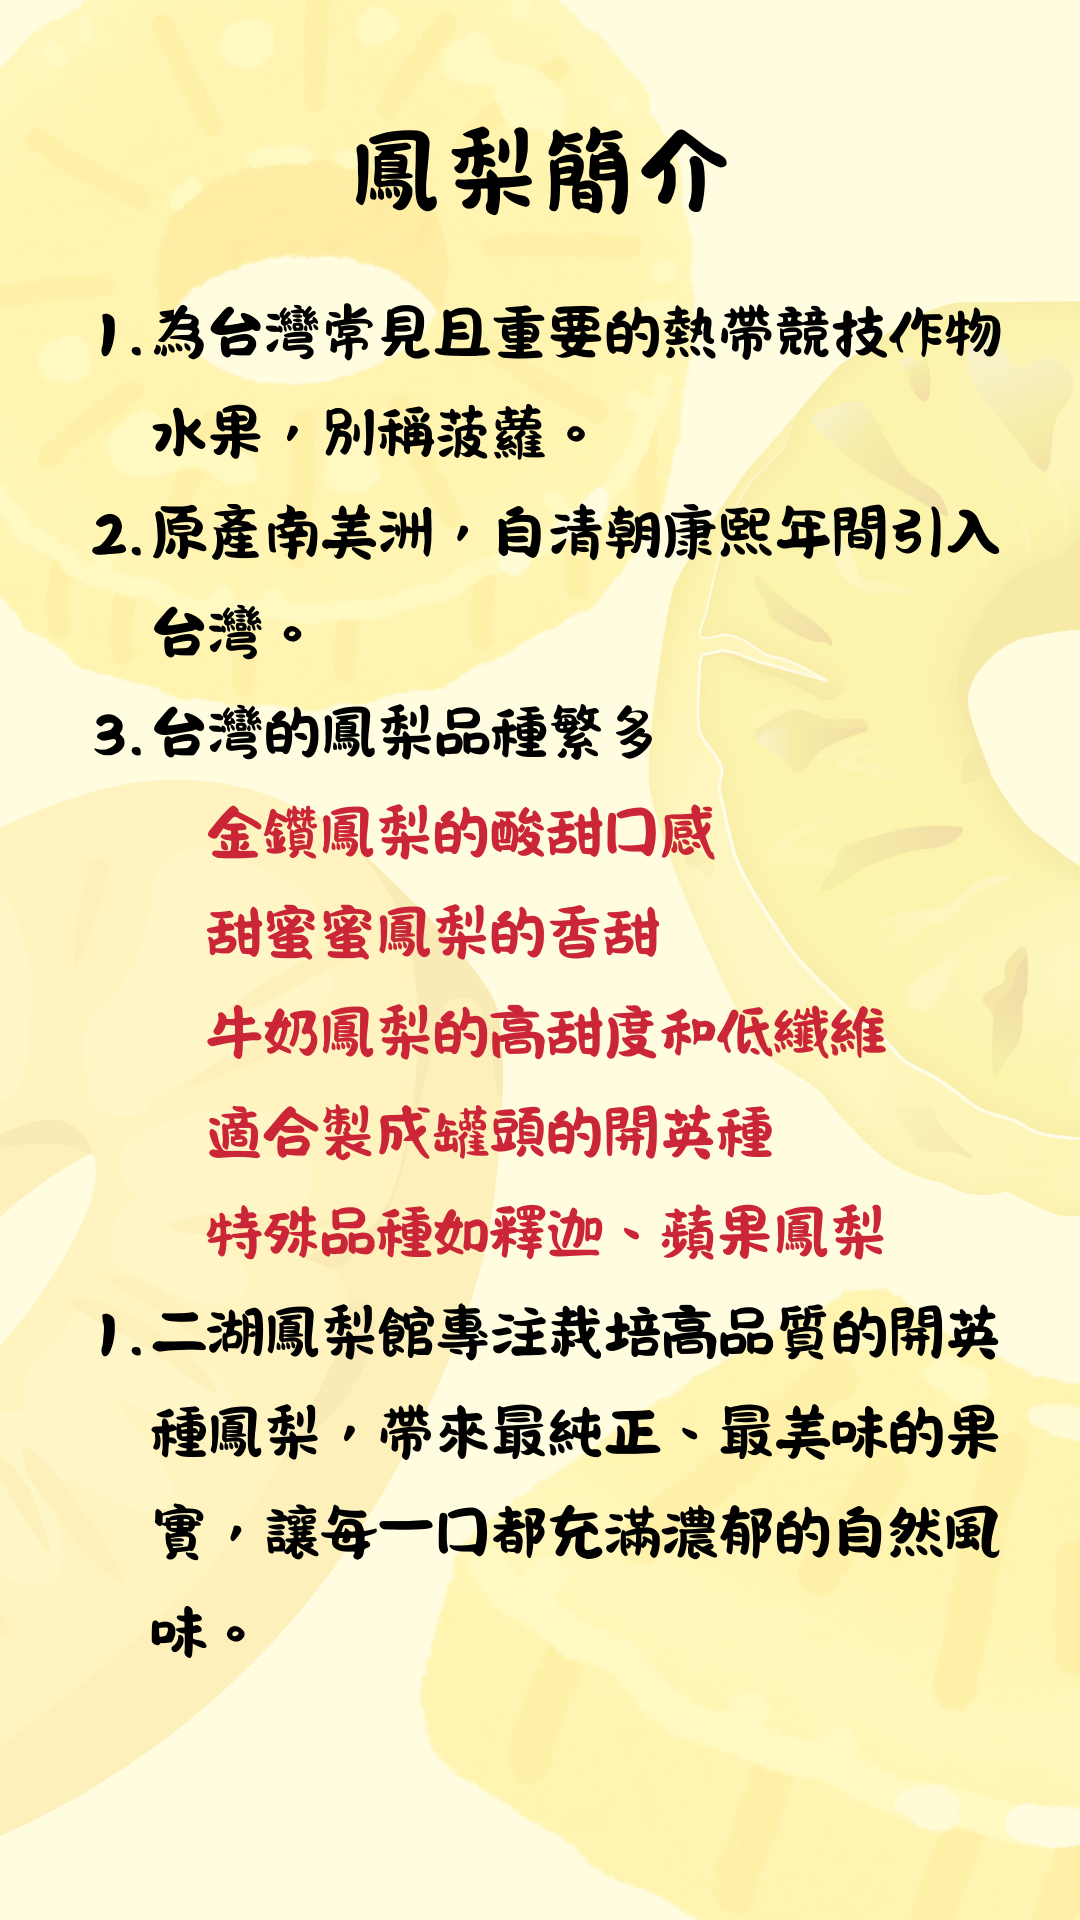 鳳梨簡介
1. 為台灣常見且重要的熱帶競技作物
水果，別稱菠蘿。
2. 原產南美洲，自清朝康熙年間引入
台灣。
3. 台灣的鳳梨品種繁多
金鑽鳳梨的酸甜口感
甜蜜蜜鳳梨的香甜
牛奶鳳梨的高甜度和低纖維
適合製成罐頭的開英種
特殊品種如釋迦、蘋果鳳梨
1. 二湖鳳梨館專注栽培高品質的開英
種鳳梨，帶來最純正、最美味的果
實，讓每一口都充滿濃郁的自然風
味。